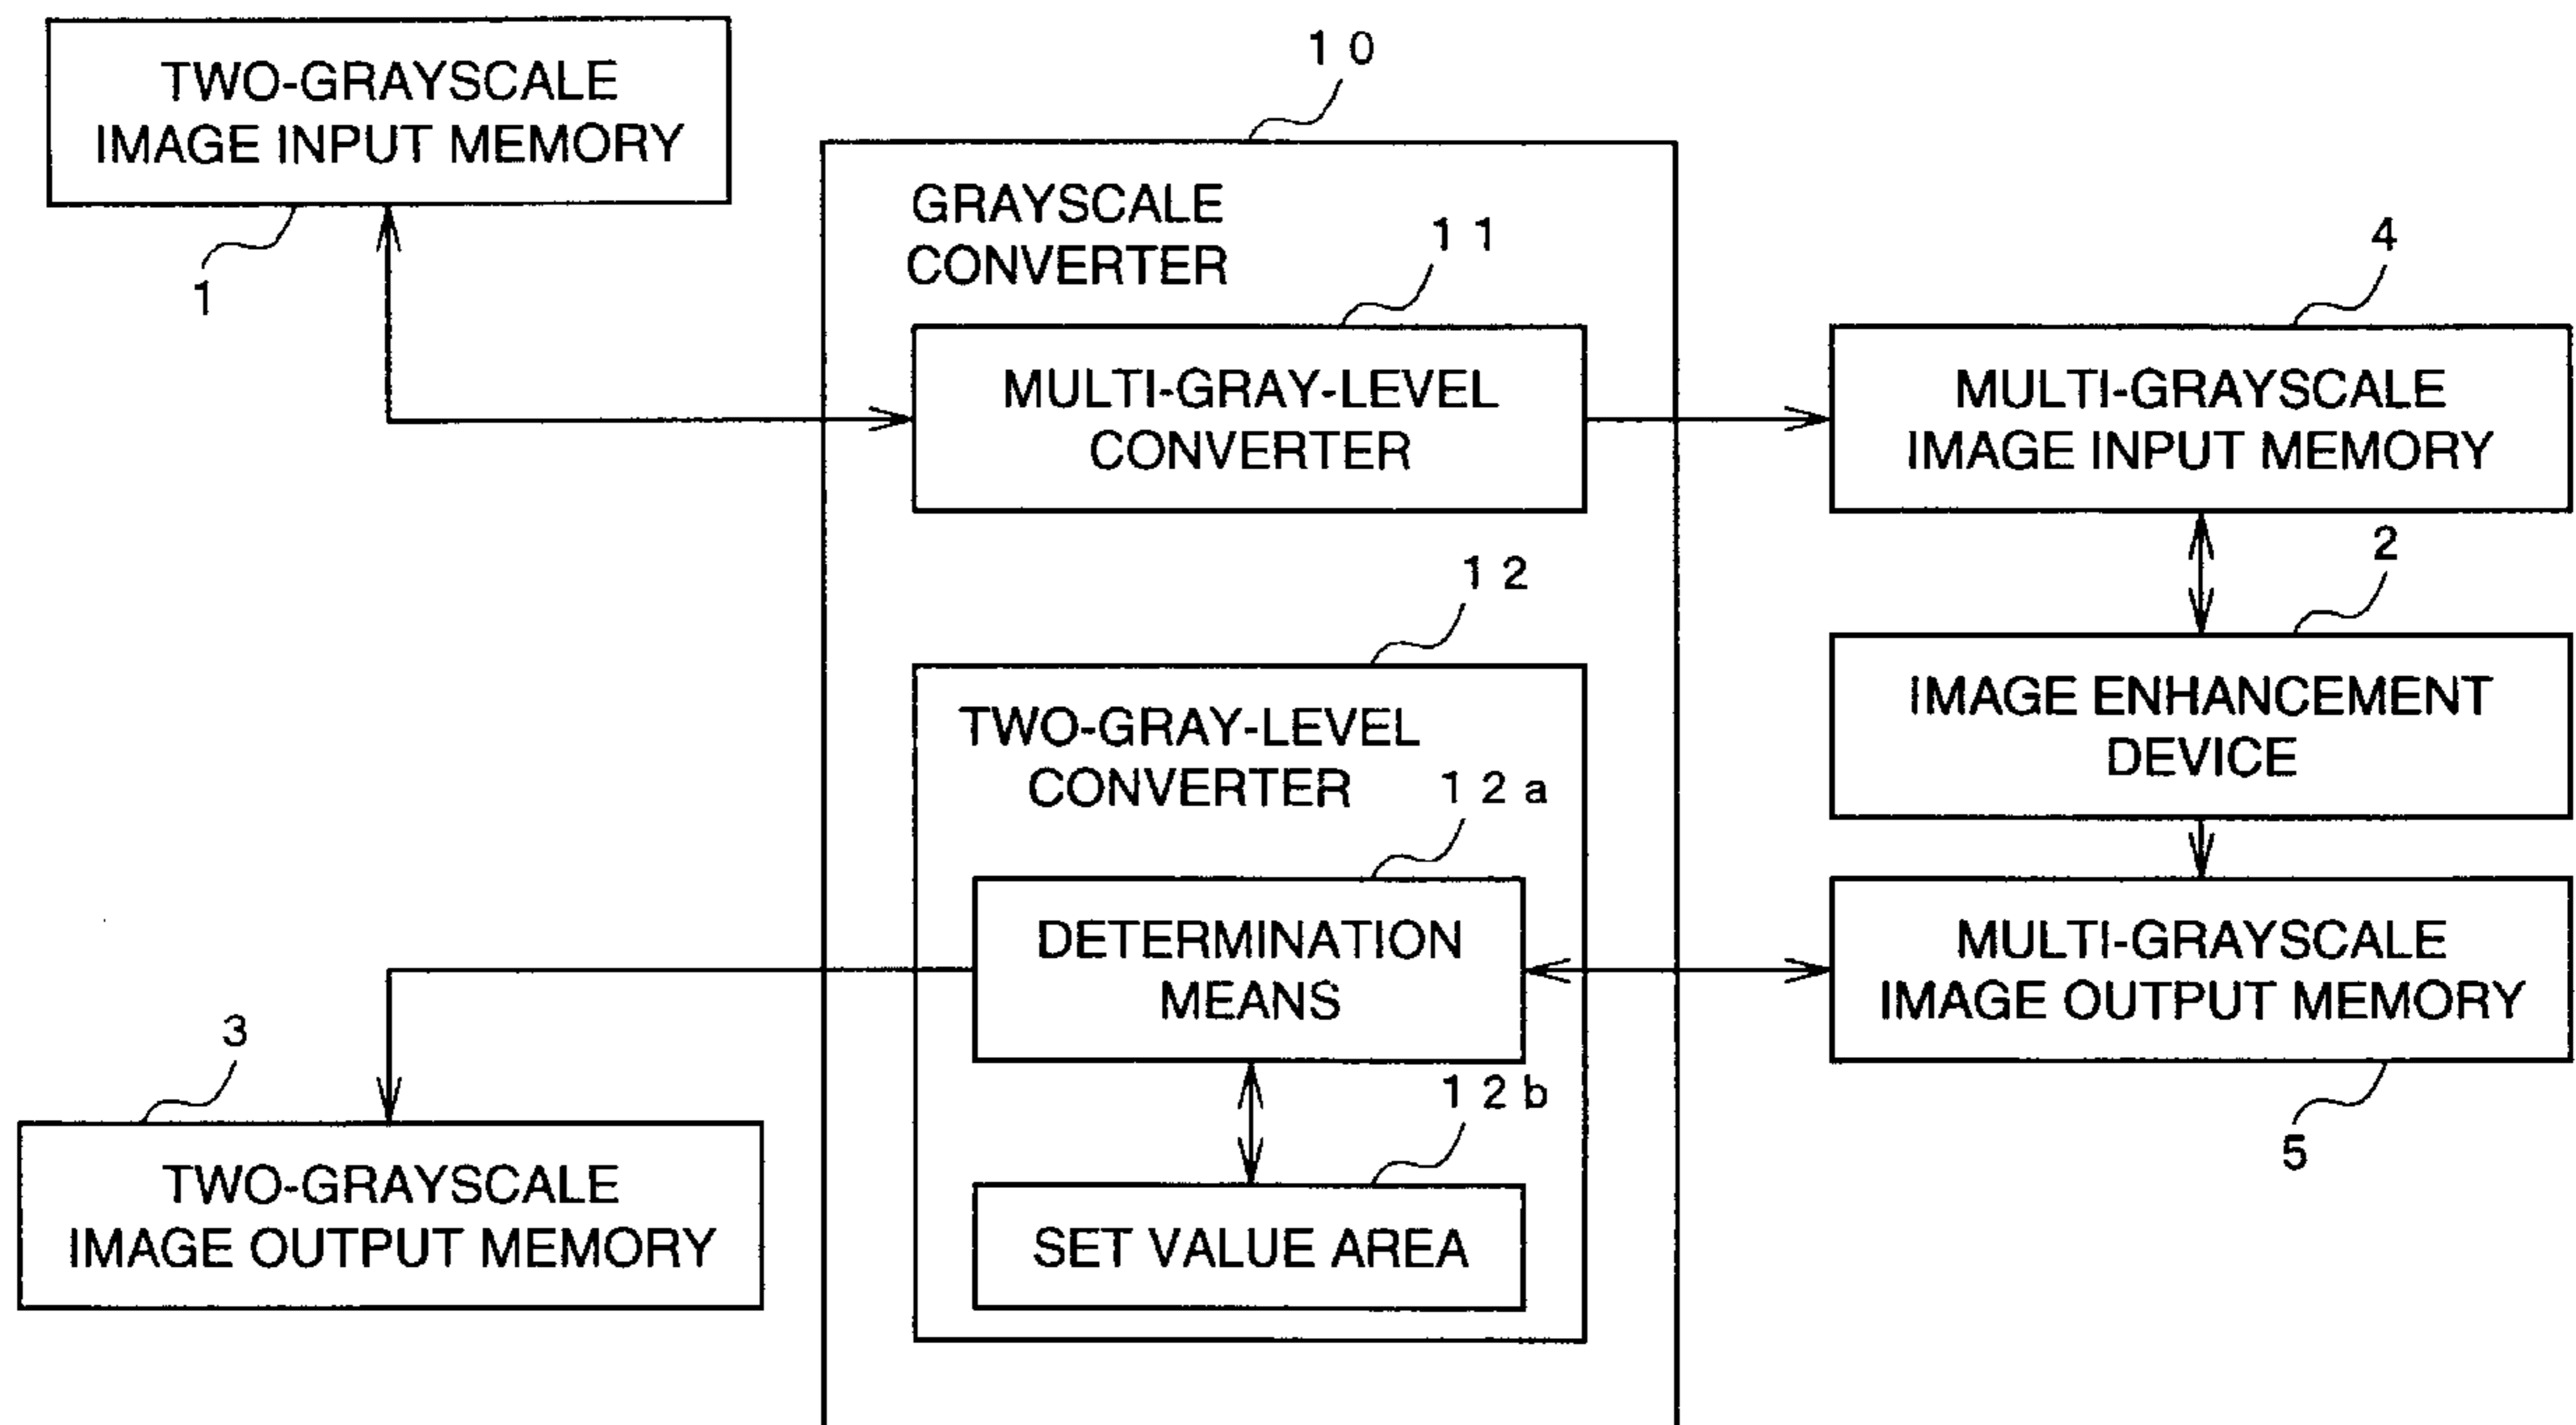 TWO-GRAYSCALE
IMAGE INPUT MEMORY
1
10
GRAYSCALE
CONVERTER
11
MULTI-GRAY-LEVEL
CONVERTER
4
MULTI-GRAYSCALE
IMAGE INPUT MEMORY
2
IMAGE ENHANCEMENT
DEVICE
12
TWO-GRAY-LEVEL
CONVERTER
12a
DETERMINATION
MEANS
12b
SET VALUE AREA
MULTI-GRAYSCALE
IMAGE OUTPUT MEMORY
5
3
TWO-GRAYSCALE
IMAGE OUTPUT MEMORY